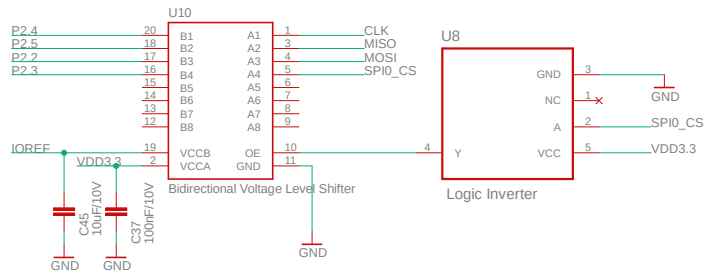 U10
P2.4 20 B1 A1 1 CLK
P2.5 18 B2 A2 3 MISO
P2.2 17 B3 A3 4 MOSI
P2.3 16 B4 A4 5 SPI0_CS
15 B5 A5 6
14 B6 A6 7
13 B7 A7 8
12 B8 A8 9
IOREF 19 VCCB OE 10
VDD3.3 2 VCCA GND 11
Bidirectional Voltage Level Shifter
C45
10uF/10V
C37
100nF/10V
GND
GND
GND
U8
GND 3
GND
NC 1
A 2 SPI0_CS
4 Y VCC 5 VDD3.3
Logic Inverter